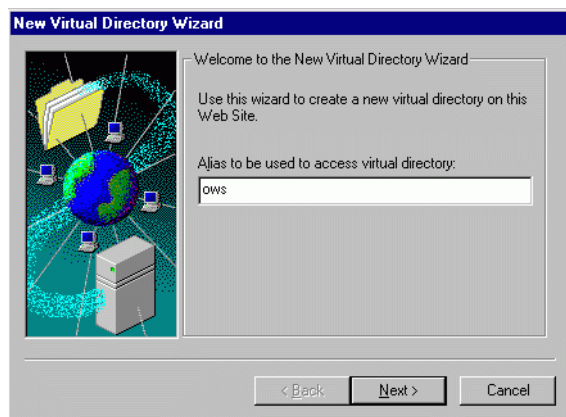 New Virtual Directory Wizard
Welcome to the New Virtual Directory Wizard
Use this wizard to create a new virtual directory on this
Web Site.
Alias to be used to access virtual directory:
ows
< Back
Next >
Cancel